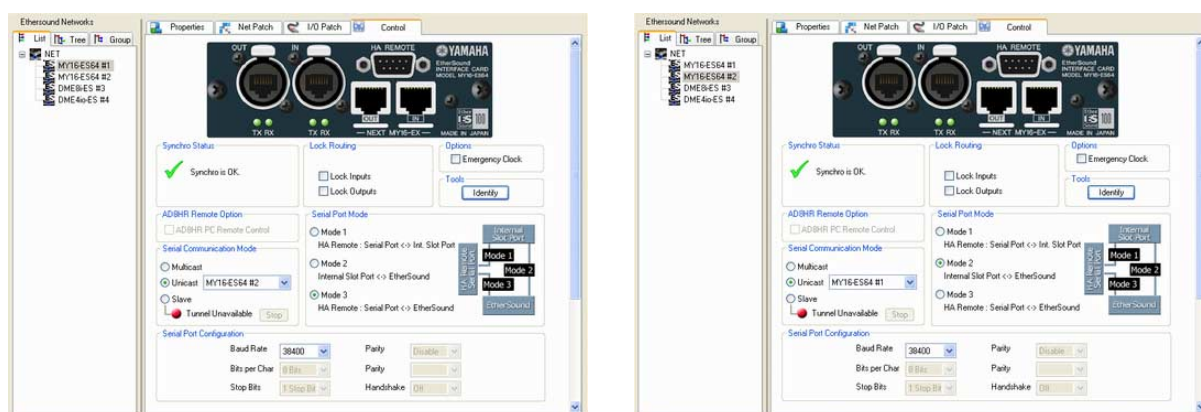 Ethersound Networks
List Tree Group
NET
MY16-ES64 #1
MY16-ES64 #2
DME8i-ES #3
DME4io-ES #4
Properties Net Patch I/O Patch Control
OUT IN HA REMOTE YAMAHA
EtherSound
INTERFACE CARD
MODEL MY16-ES64
OUT IN
TX RX TX RX NEXT MY16-EX MADE IN JAPAN
ES 100
Synchro Status
Synchro is OK.
Lock Routing
Lock Inputs
Lock Outputs
Options
Emergency Clock
Tools
Identify
AD8HR Remote Option
AD8HR PC Remote Control
Serial Communication Mode
Multicast
Unicast MY16-ES64 #2
Slave
Tunnel Unavailable Stop
Serial Port Mode
Mode 1
HA Remote : Serial Port <-> Int. Slot Port
Mode 2
Internal Slot Port <-> EtherSound
Mode 3
HA Remote : Serial Port <-> EtherSound
Internal
Slot Port
HA Remote
Serial Port
Mode 1
Mode 2
Mode 3
EtherSound
Serial Port Configuration
Baud Rate 38400 Parity Disable
Bits per Char 8 Bits Parity
Stop Bits 1 Stop Bit Handshake Off
Ethersound Networks
List Tree Group
NET
MY16-ES64 #1
MY16-ES64 #2
DME8i-ES #3
DME4io-ES #4
Properties Net Patch I/O Patch Control
OUT IN HA REMOTE YAMAHA
EtherSound
INTERFACE CARD
MODEL MY16-ES64
OUT IN
TX RX TX RX NEXT MY16-EX MADE IN JAPAN
ES 100
Synchro Status
Synchro is OK.
Lock Routing
Lock Inputs
Lock Outputs
Options
Emergency Clock
Tools
Identify
AD8HR Remote Option
AD8HR PC Remote Control
Serial Communication Mode
Multicast
Unicast MY16-ES64 #1
Slave
Tunnel Unavailable Stop
Serial Port Mode
Mode 1
HA Remote : Serial Port <-> Int. Slot Port
Mode 2
Internal Slot Port <-> EtherSound
Mode 3
HA Remote : Serial Port <-> EtherSound
Internal
Slot Port
HA Remote
Serial Port
Mode 1
Mode 2
Mode 3
EtherSound
Serial Port Configuration
Baud Rate 38400 Parity Disable
Bits per Char 8 Bits Parity
Stop Bits 1 Stop Bit Handshake Off